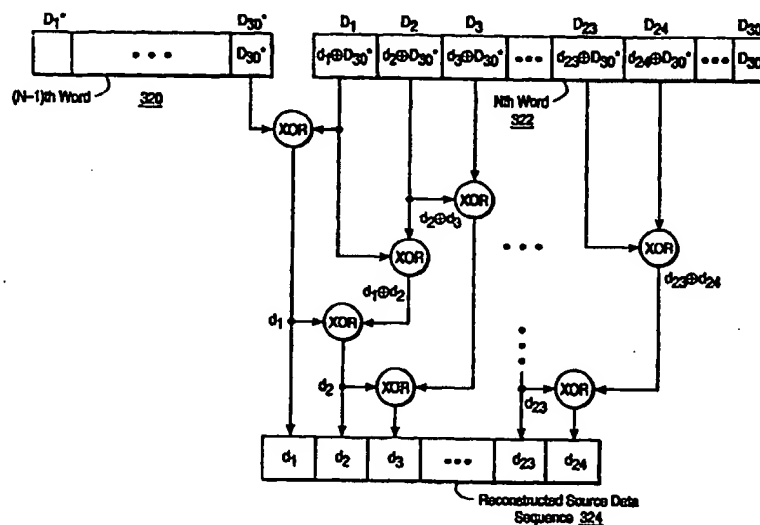 D₁* D₃₀* D₁ D₂ D₃ D₂₃ D₂₄ D₃₀
••• D₃₀* d₁⊕D₃₀* d₂⊕D₃₀* d₃⊕D₃₀* ••• d₂₃⊕D₃₀* d₂₄⊕D₃₀* ••• D₃₀
(N–1)th Word 320
Nth Word
322
XOR
XOR
d₂⊕d₃
XOR
•••
XOR
d₁⊕d₂
d₂₃⊕d₂₄
d₁ XOR
d₂ XOR
d₂₃ XOR
d₁ d₂ d₃ ••• d₂₃ d₂₄
Reconstructed Source Data
Sequence 324